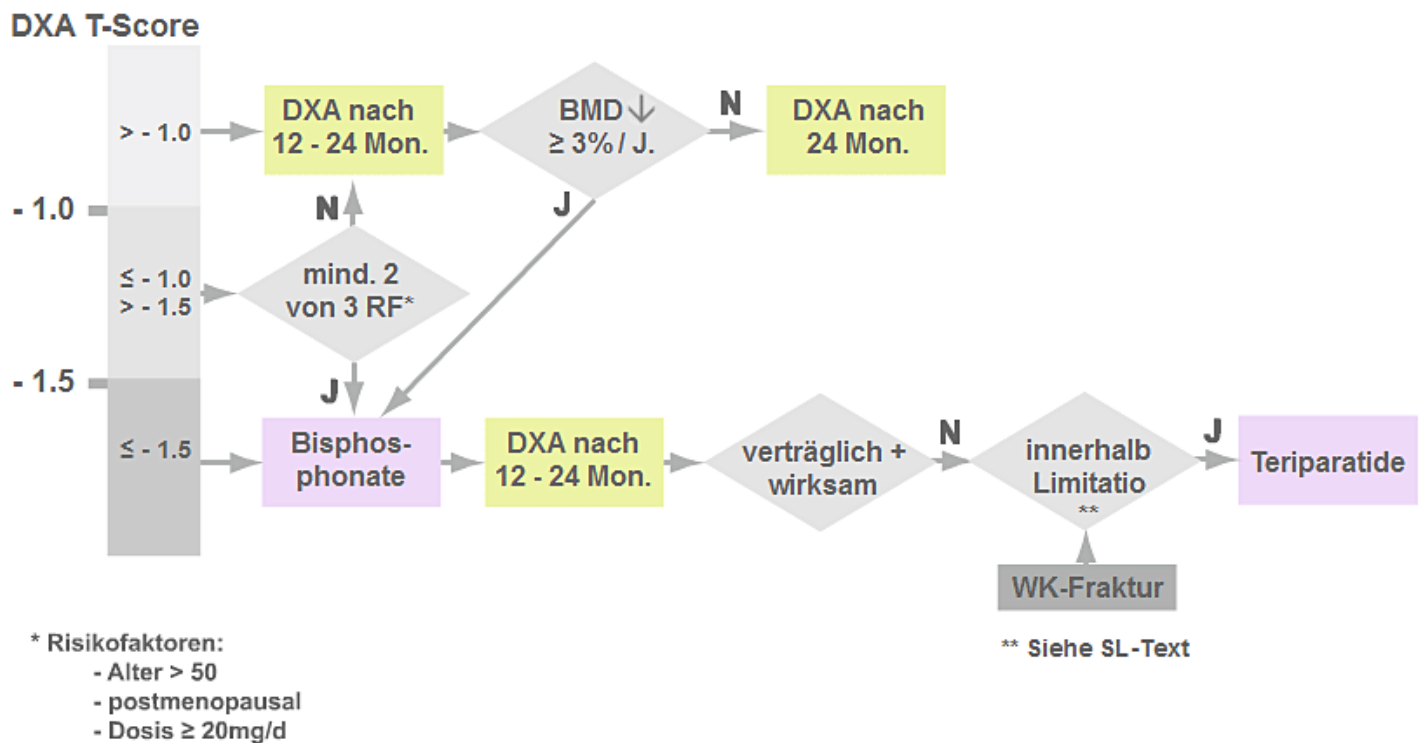 DXA T-Score
> - 1.0
DXA nach
12 - 24 Mon.
BMD ↓
≥ 3% / J.
N
DXA nach
24 Mon.
- 1.0
N
J
≤ - 1.0
> - 1.5
mind. 2
von 3 RF*
- 1.5
J
≤ - 1.5
Bisphos-
phonate
DXA nach
12 - 24 Mon.
verträglich +
wirksam
N
innerhalb
Limitatio
**
J
Teriparatide
WK-Fraktur
* Risikofaktoren:
- Alter > 50
- postmenopausal
- Dosis ≥ 20mg/d
** Siehe SL-Text